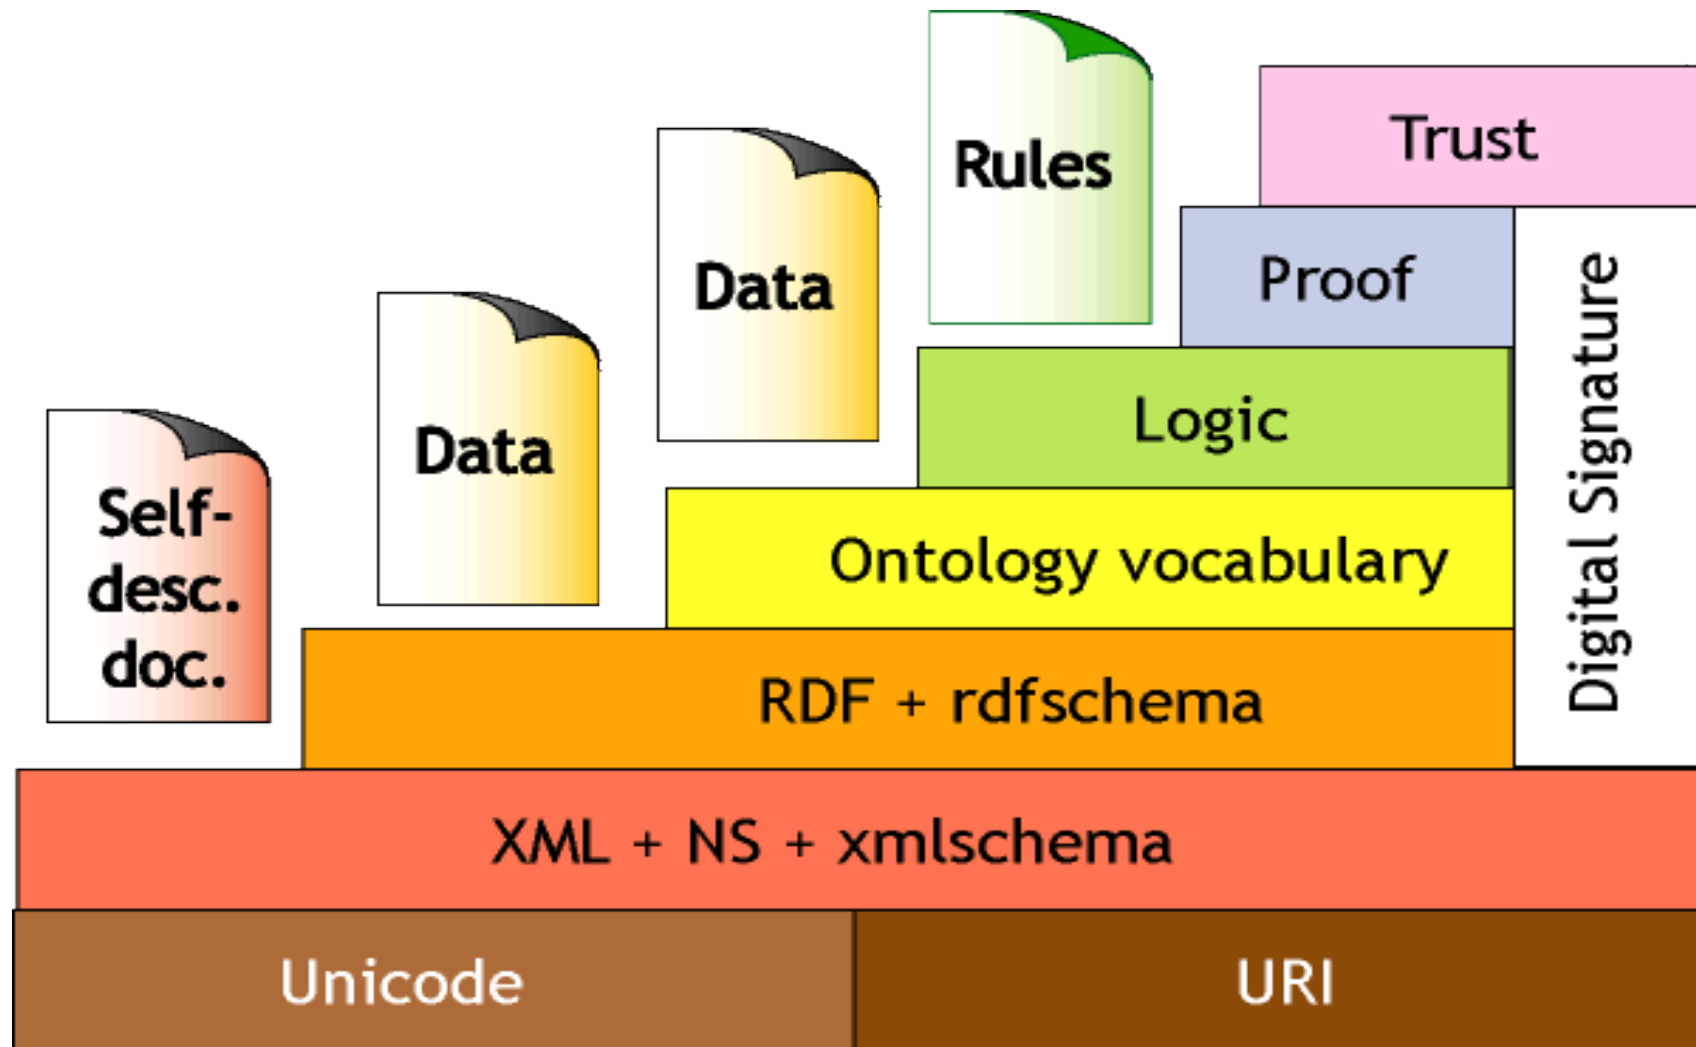 Rules
Trust
Data
Proof
Data
Logic
Self-
desc.
doc.
Ontology vocabulary
Digital Signature
RDF + rdfschema
XML + NS + xmlschema
Unicode
URI